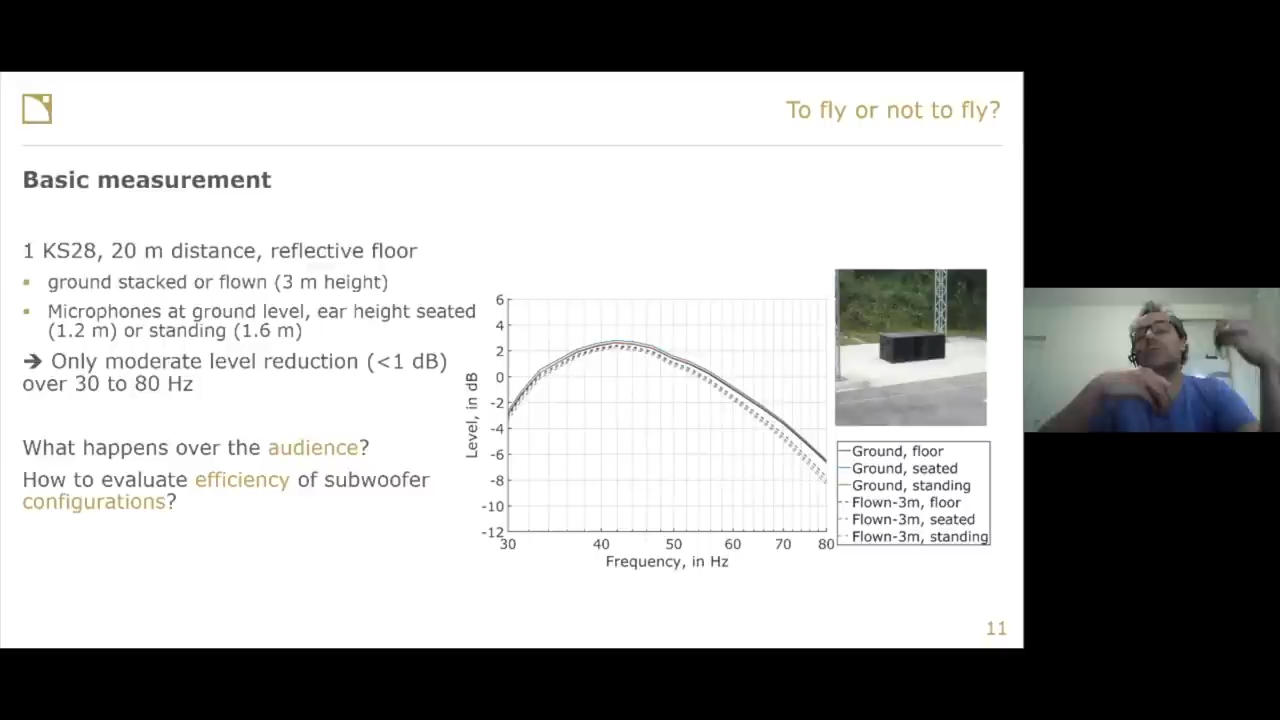 To fly or not to fly?
Basic measurement
1 KS28, 20 m distance, reflective floor
ground stacked or flown (3 m height)
Microphones at ground level, ear height seated
(1.2 m) or standing (1.6 m)
➔ Only moderate level reduction (<1 dB)
over 30 to 80 Hz
What happens over the audience?
How to evaluate efficiency of subwoofer
configurations?
6
4
2
0
-2
-4
-6
-8
-10
-12
Level, in dB
30 40 50 60 70 80
Frequency, in Hz
Ground, floor
Ground, seated
Ground, standing
Flown-3m, floor
Flown-3m, seated
Flown-3m, standing
11